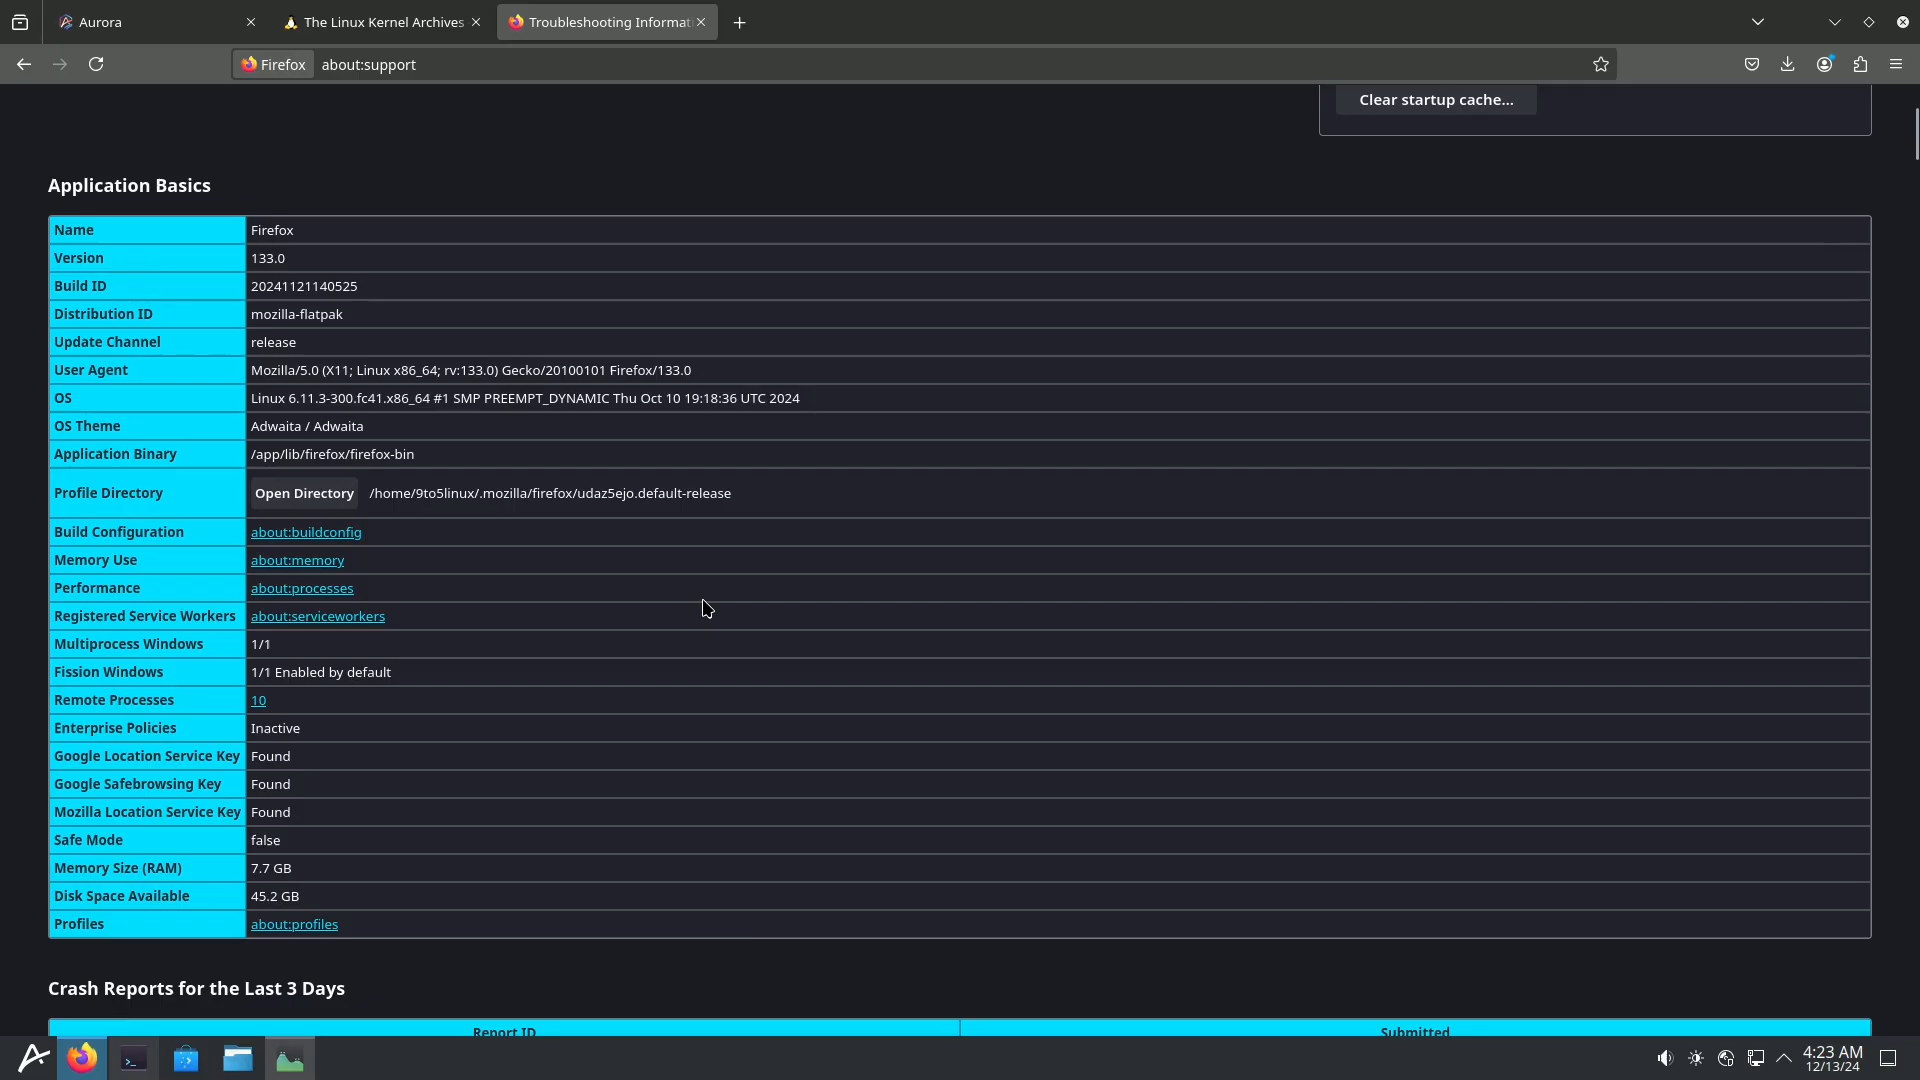 Aurora
The Linux Kernel Archives
Troubleshooting Informat
Firefox
about:support
Clear startup cache...
Application Basics
Name Firefox
Version 133.0
Build ID 20241121140525
Distribution ID mozilla-flatpak
Update Channel release
User Agent Mozilla/5.0 (X11; Linux x86_64; rv:133.0) Gecko/20100101 Firefox/133.0
OS Linux 6.11.3-300.fc41.x86_64 #1 SMP PREEMPT_DYNAMIC Thu Oct 10 19:18:36 UTC 2024
OS Theme Adwaita / Adwaita
Application Binary /app/lib/firefox/firefox-bin
Profile Directory Open Directory /home/9to5linux/.mozilla/firefox/udaz5ejo.default-release
Build Configuration about:buildconfig
Memory Use about:memory
Performance about:processes
Registered Service Workers about:serviceworkers
Multiprocess Windows 1/1
Fission Windows 1/1 Enabled by default
Remote Processes 10
Enterprise Policies Inactive
Google Location Service Key Found
Google Safebrowsing Key Found
Mozilla Location Service Key Found
Safe Mode false
Memory Size (RAM) 7.7 GB
Disk Space Available 45.2 GB
Profiles about:profiles
Crash Reports for the Last 3 Days
Report ID Submitted
4:23 AM
12/13/24